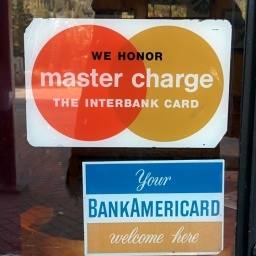 WE HONOR
master charge
THE INTERBANK CARD
Your
BANKAMERICARD
welcome here